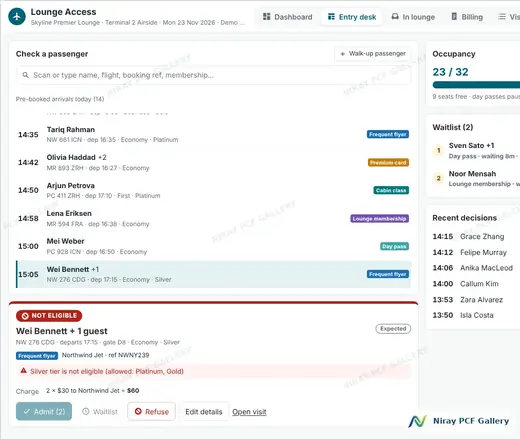 Lounge Access
Skyline Premier Lounge · Terminal 2 Airside · Mon 23 Nov 2026 · Demo ...
Dashboard
Entry desk
In lounge
Billing
Vis
Check a passenger
+ Walk-up passenger
Scan or type name, flight, booking ref, membership...
Pre-booked arrivals today (14)
14:35 Tariq Rahman
NW 661 ICN · dep 16:35 · Economy · Platinum
Frequent flyer
14:42 Olivia Haddad +2
MR 893 ZRH · dep 16:27 · Economy
Premium card
14:50 Arjun Petrova
PC 411 ZRH · dep 17:10 · First · Platinum
Cabin class
14:58 Lena Eriksen
MR 594 FRA · dep 16:38 · Economy
Lounge membership
15:00 Mei Weber
PC 928 ICN · dep 16:50 · Economy
Day pass
15:05 Wei Bennett +1
NW 276 CDG · dep 17:15 · Economy · Silver
Frequent flyer
NOT ELIGIBLE
Wei Bennett + 1 guest
Expected
NW 276 CDG · departs 17:15 · gate D8 · Economy · Silver
Frequent flyer Northwind Jet · ref NWNY239
Silver tier is not eligible (allowed: Platinum, Gold)
Charge 2 × $30 to Northwind Jet = $60
Admit (2)
Waitlist
Refuse
Edit details
Open visit
Occupancy
23 / 32
9 seats free · day passes paus
Waitlist (2)
1 Sven Sato +1
Day pass · waiting 8m ·
2 Noor Mensah
Lounge membership · w
Recent decisions
14:15 Grace Zhang
14:12 Felipe Murray
14:06 Anika MacLeod
14:00 Callum Kim
13:53 Zara Alvarez
13:50 Isla Costa
Niray PCF Gallery